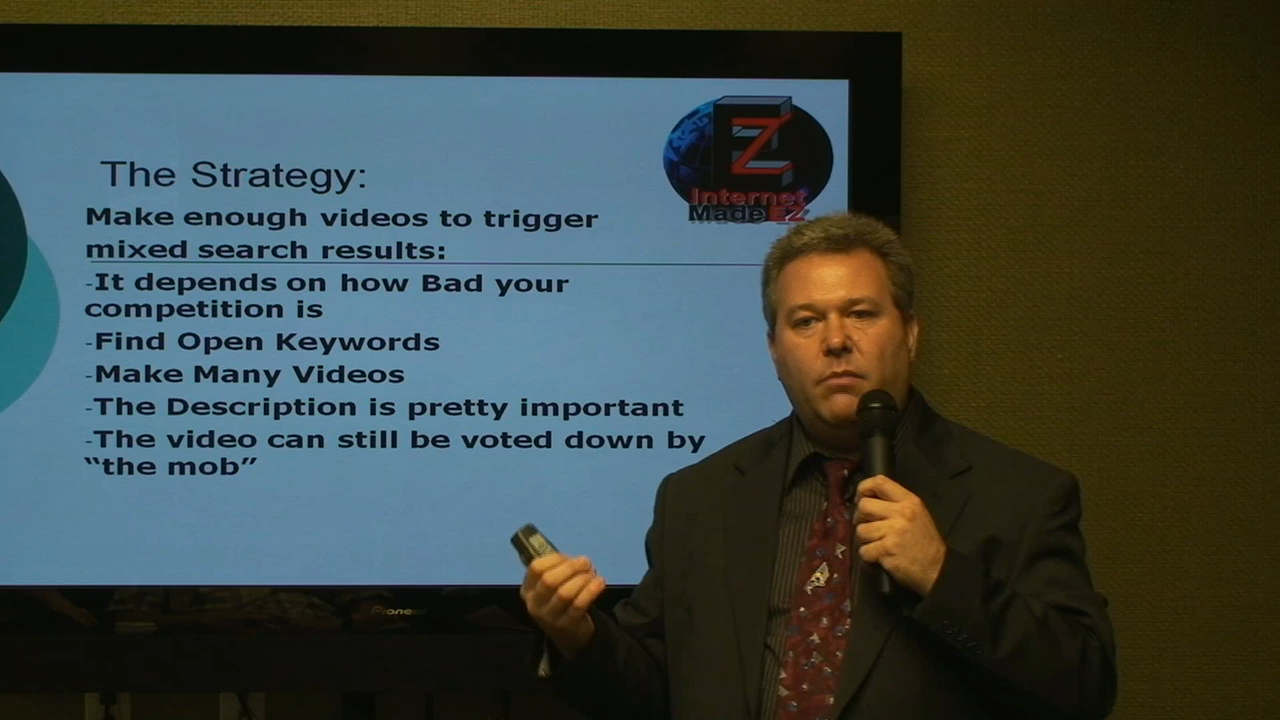 EZ
Internet
Made EZ
The Strategy:
Make enough videos to trigger
mixed search results:
-It depends on how Bad your
competition is
-Find Open Keywords
-Make Many Videos
-The Description is pretty important
-The video can still be voted down by
“the mob”
Pioneer